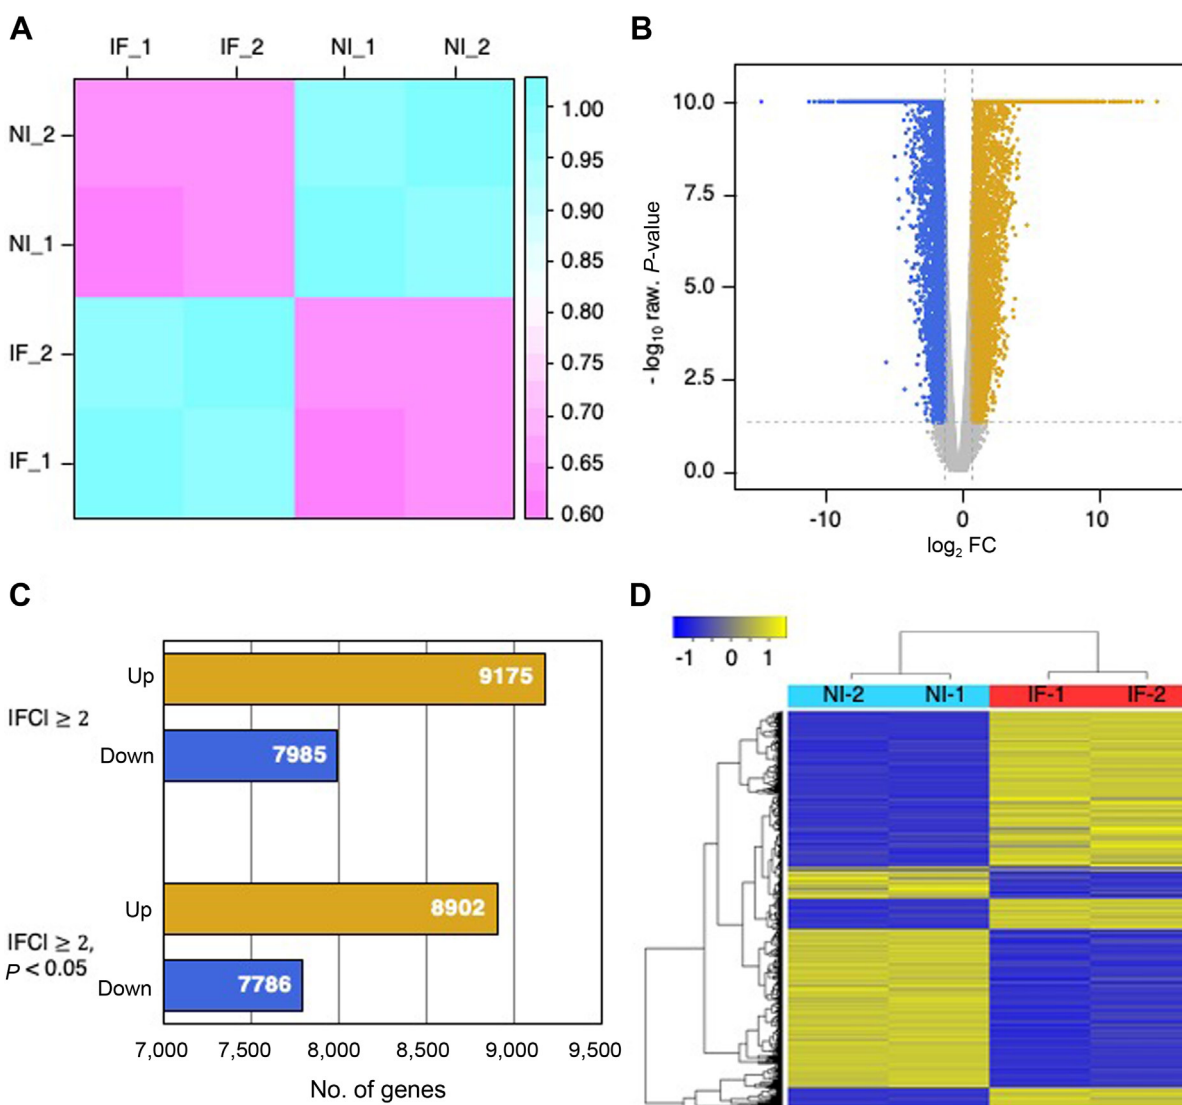 A
IF_1 IF_2 NI_1 NI_2
NI_2
NI_1
IF_2
IF_1
1.00
0.95
0.90
0.85
0.80
0.75
0.70
0.65
0.60
B
- log10 raw. P-value
10.0
7.5
5.0
2.5
0.0
-10 0 10
log2 FC
C
Up
9175
|FC| ≥ 2
Down
7985
Up
8902
|FC| ≥ 2,
P < 0.05
Down
7786
7,000 7,500 8,000 8,500 9,000 9,500
No. of genes
D
-1 0 1
NI-2 NI-1 IF-1 IF-2